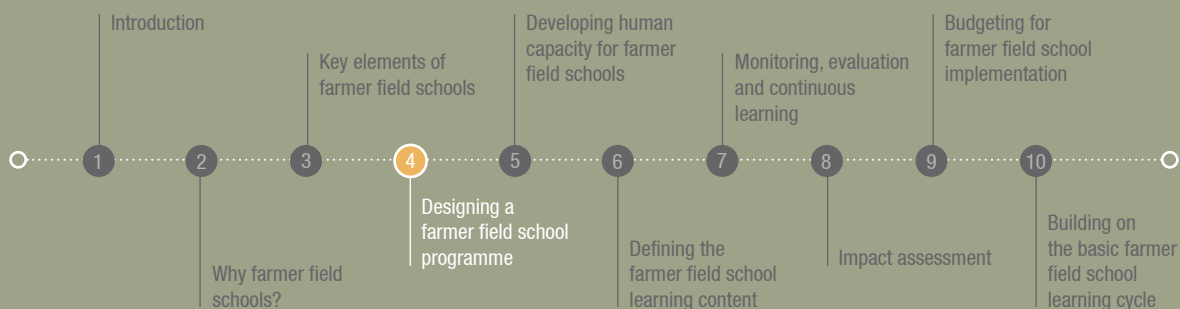 1
Introduction
2
Why farmer field
schools?
3
Key elements of
farmer field schools
4
Designing a
farmer field school
programme
5
Developing human
capacity for farmer
field schools
6
Defining the
farmer field school
learning content
7
Monitoring, evaluation
and continuous
learning
8
Impact assessment
9
Budgeting for
farmer field school
implementation
10
Building on
the basic farmer
field school
learning cycle